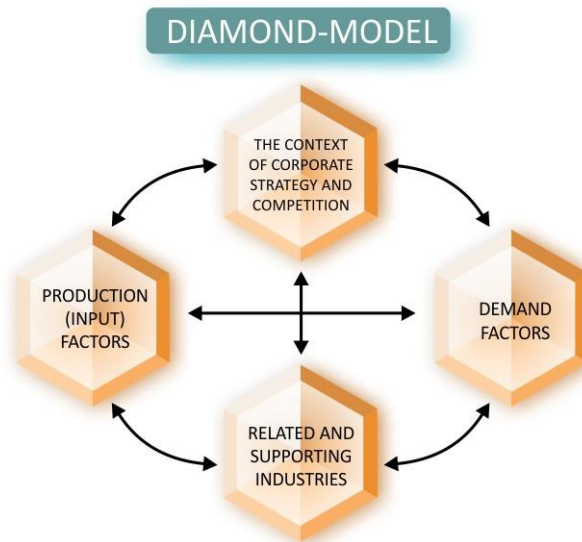 DIAMOND-MODEL
THE CONTEXT
OF CORPORATE
STRATEGY AND
COMPETITION
PRODUCTION
(INPUT)
FACTORS
DEMAND
FACTORS
RELATED AND
SUPPORTING
INDUSTRIES